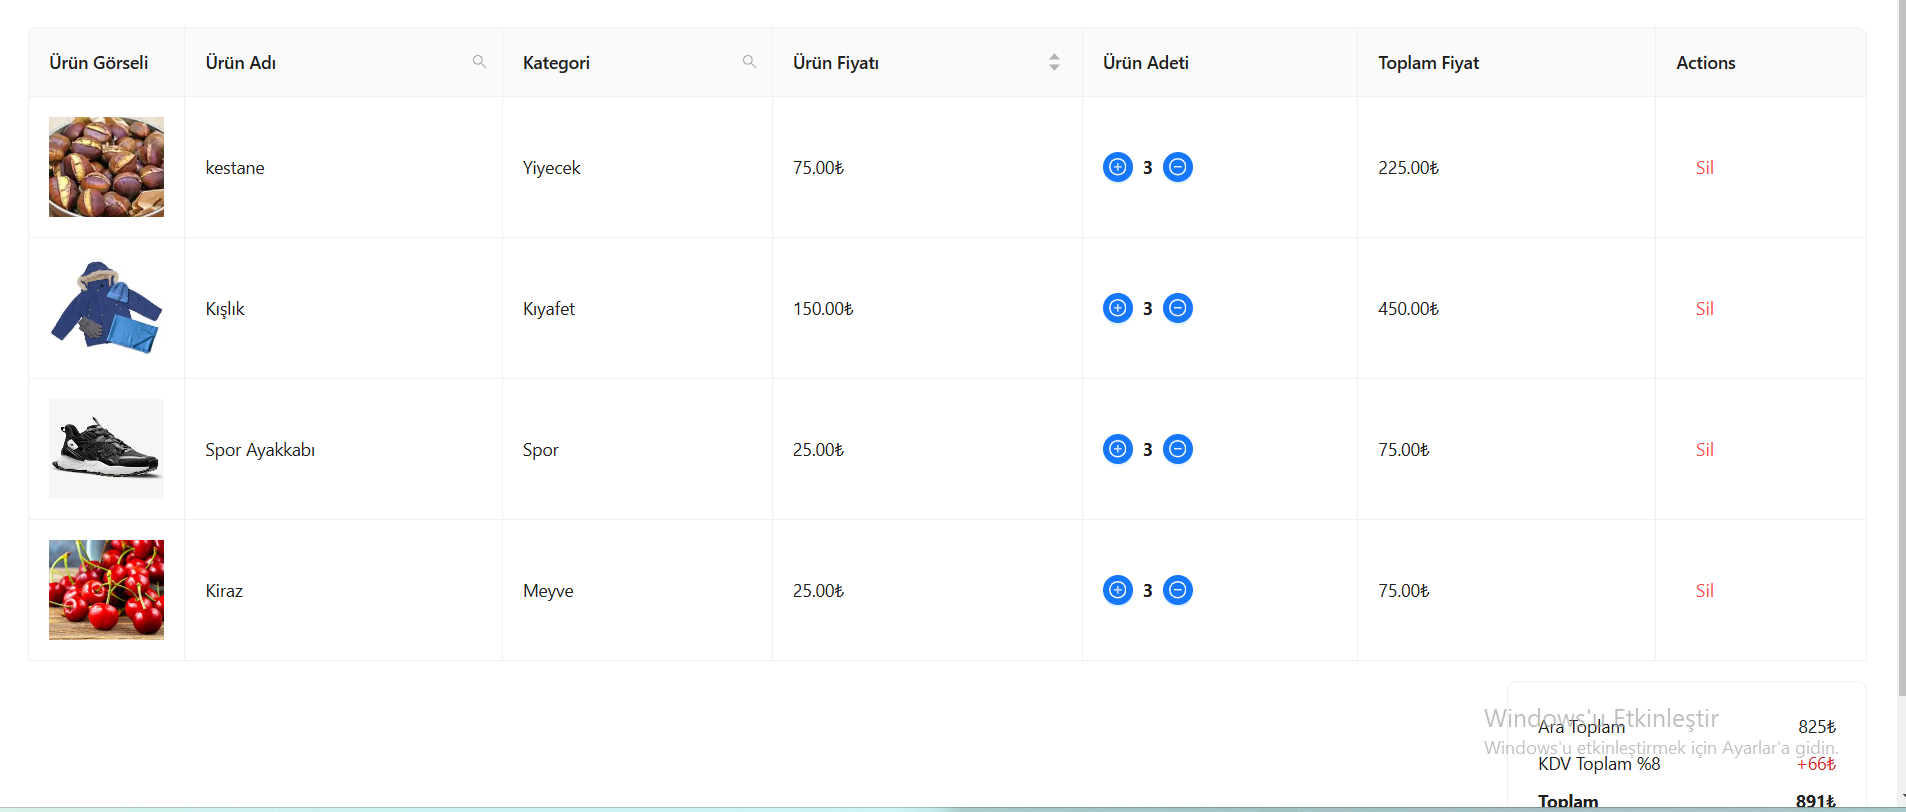 Ürün Görseli Ürün Adı Kategori Ürün Fiyatı Ürün Adeti Toplam Fiyat Actions
kestane Yiyecek 75.00₺ 3 225.00₺ Sil
Kışlık Kıyafet 150.00₺ 3 450.00₺ Sil
Spor Ayakkabı Spor 25.00₺ 3 75.00₺ Sil
Kiraz Meyve 25.00₺ 3 75.00₺ Sil
Windows'u Etkinleştir
Ara Toplam 825₺
Windows'u etkinleştirmek için Ayarlar'a gidin.
KDV Toplam %8 +66₺
Toplam 891₺